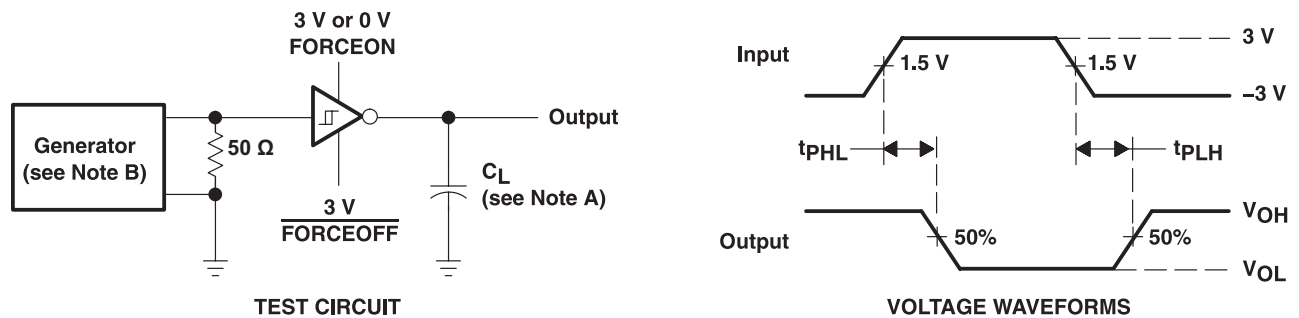 3 V or 0 V
FORCEON
Generator
(see Note B)
50 Ω
Output
CL
(see Note A)
3 V
FORCEOFF
TEST CIRCUIT
Input
3 V
1.5 V
1.5 V
–3 V
tPHL
tPLH
Output
VOH
50%
50%
VOL
VOLTAGE WAVEFORMS